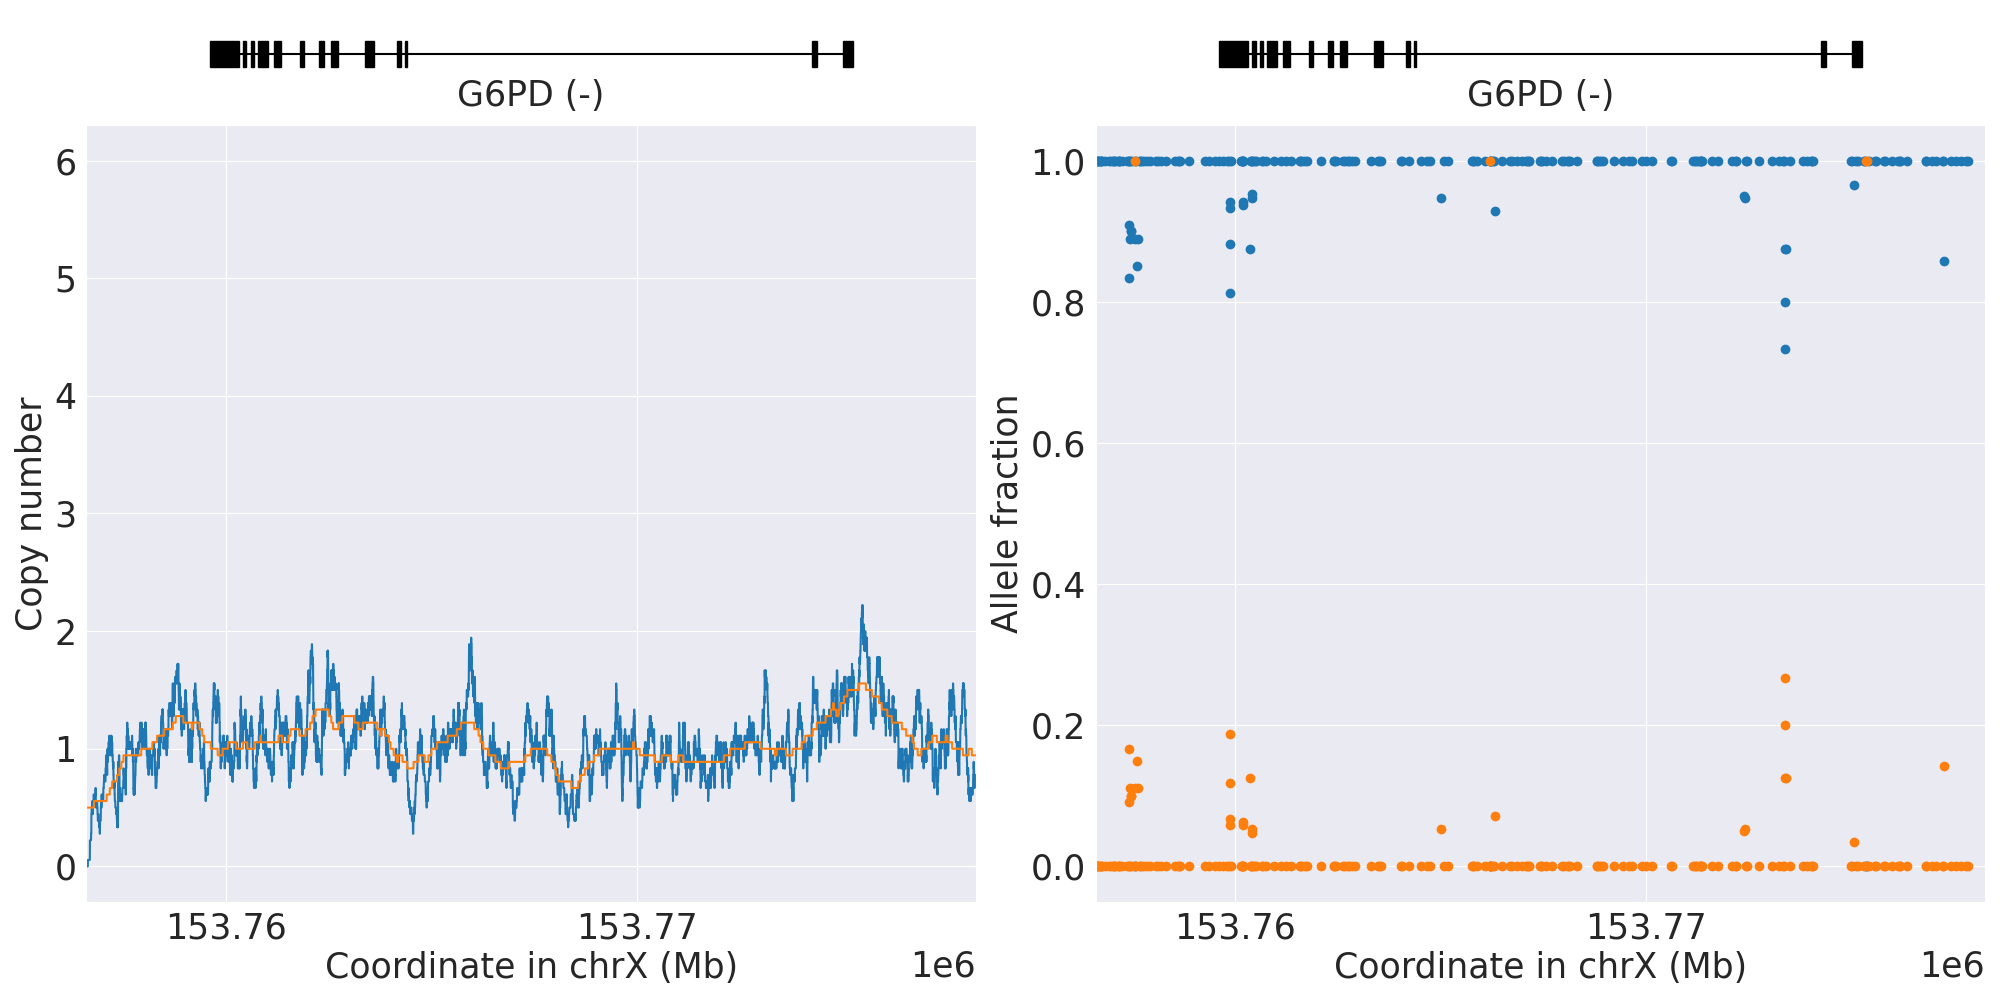 G6PD (-)
6
5
4
3
2
1
0
Copy number
153.76
153.77
Coordinate in chrX (Mb)
1e6
G6PD (-)
1.0
0.8
0.6
0.4
0.2
0.0
Allele fraction
153.76
153.77
Coordinate in chrX (Mb)
1e6